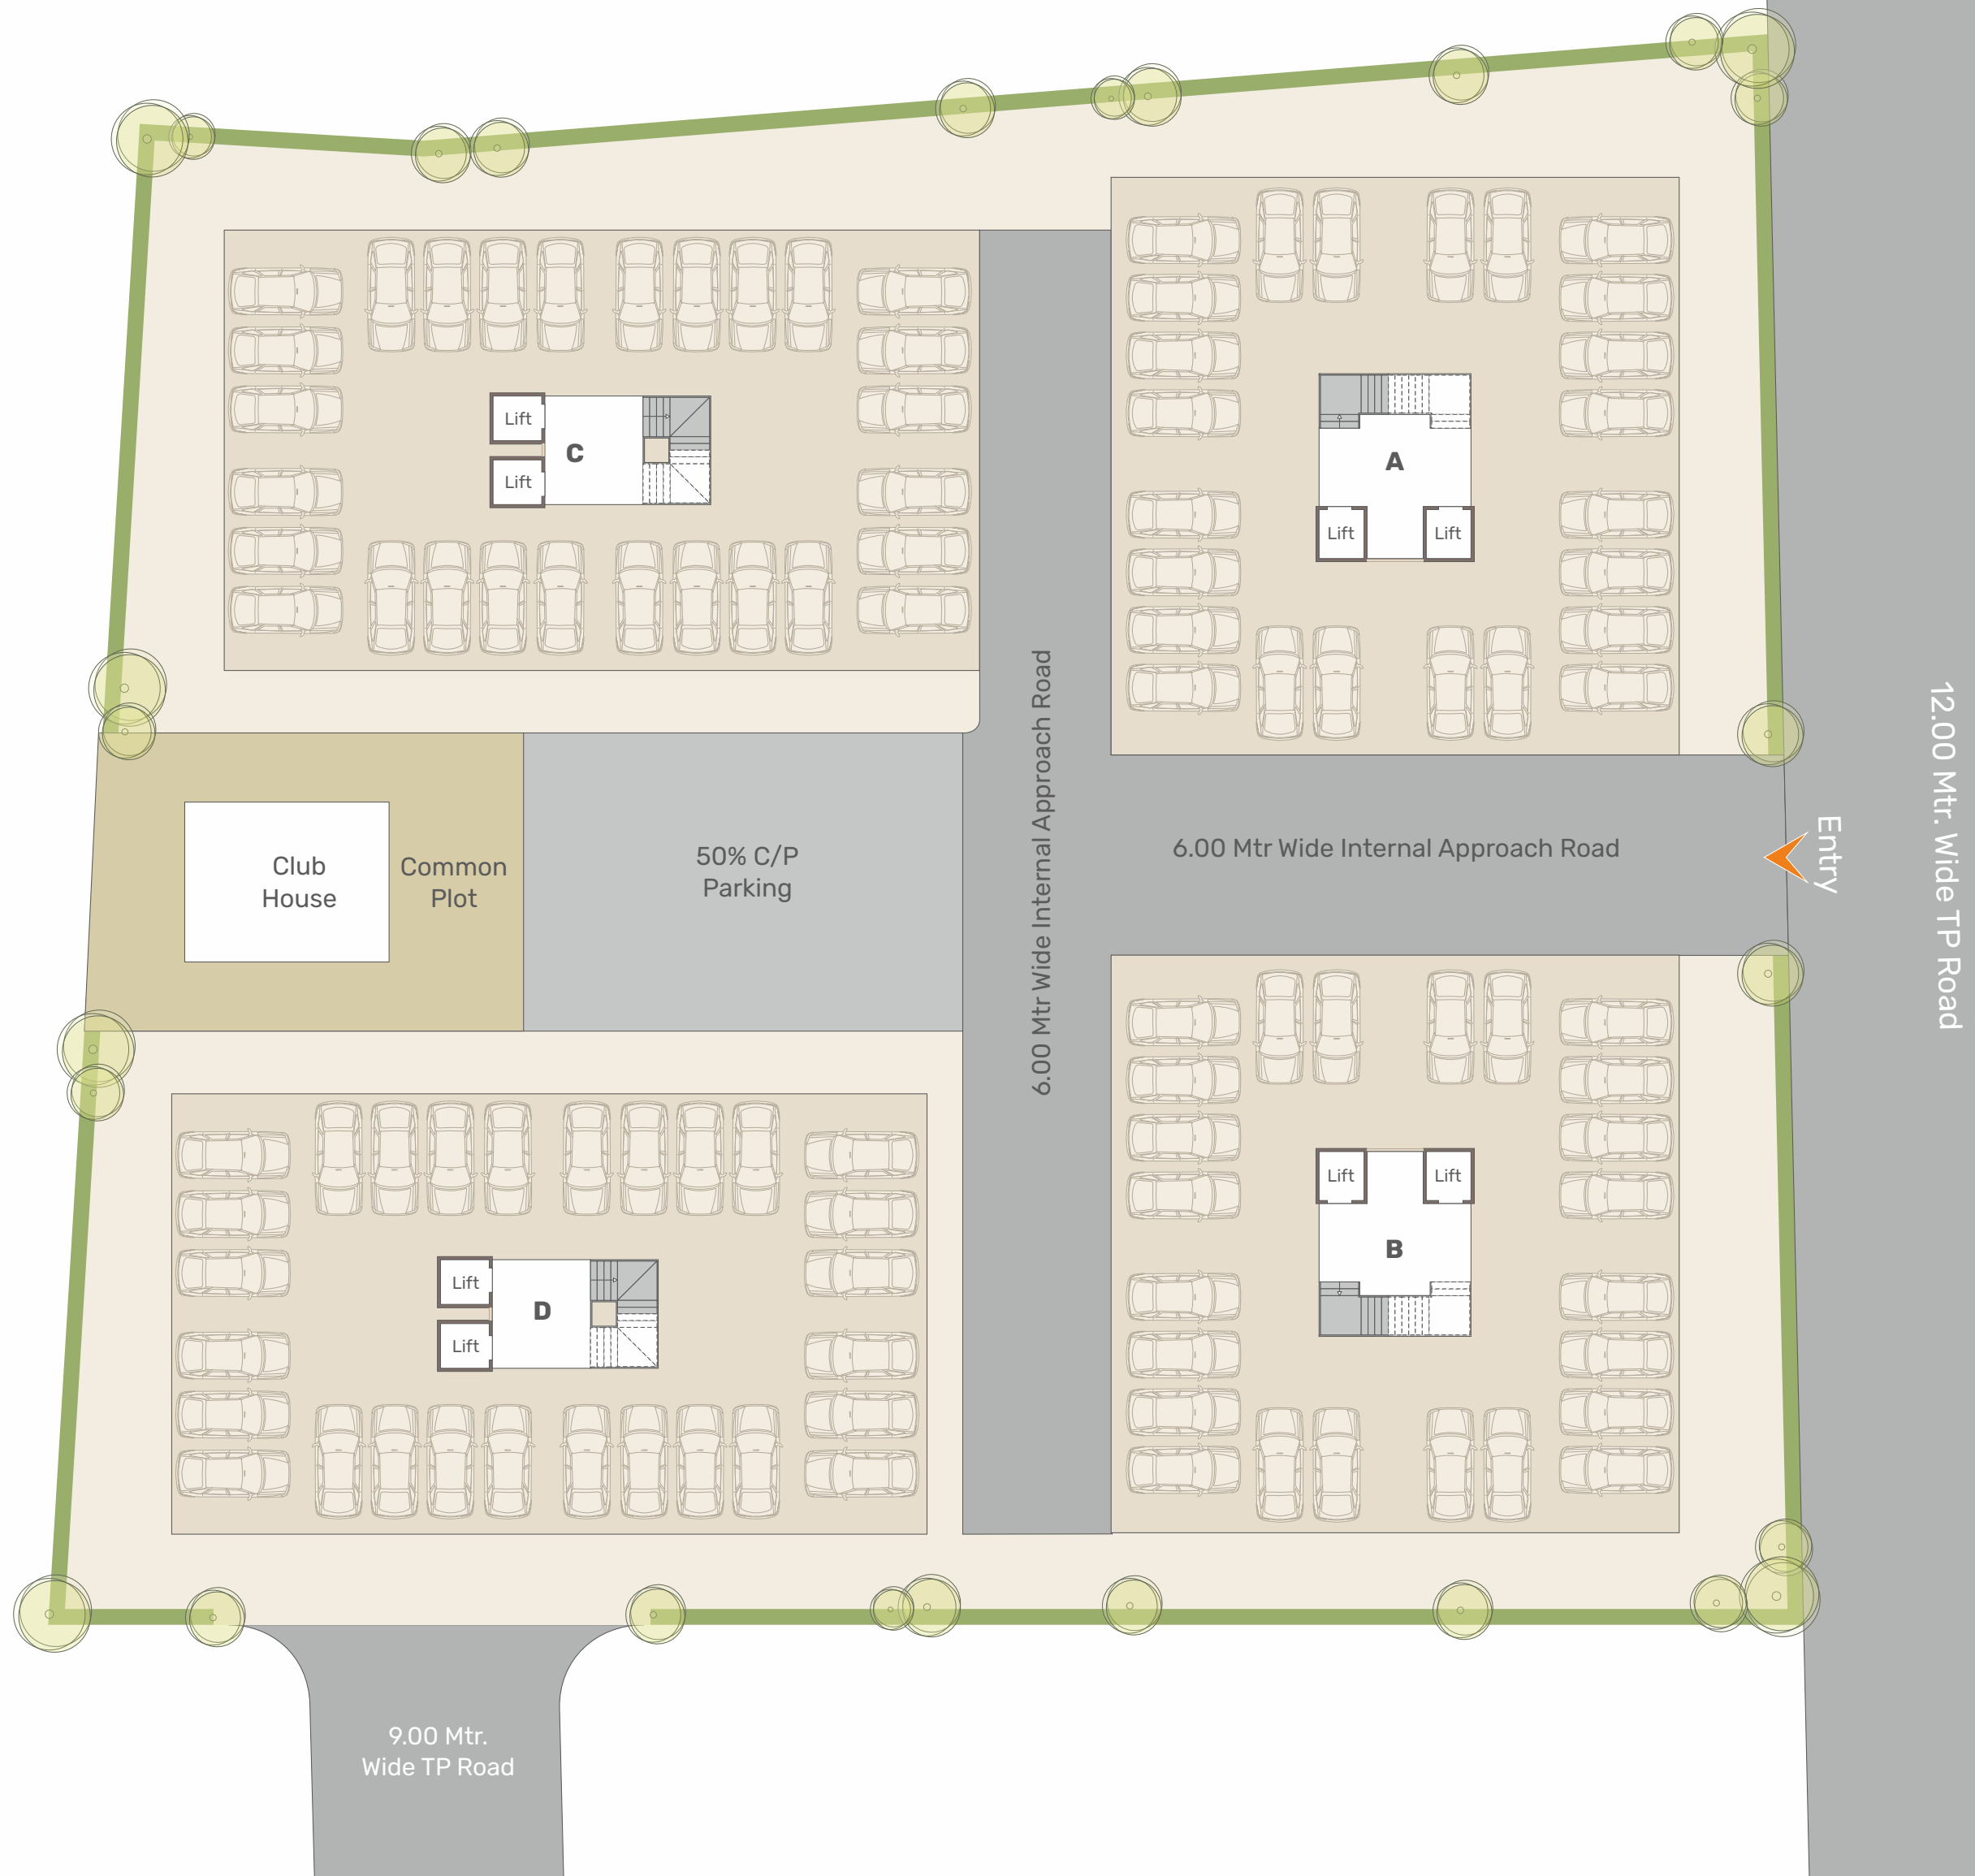 Lift
C
Lift
A
Lift
Lift
6.00 Mtr Wide Internal Approach Road
12.00 Mtr. Wide TP Road
Entry
6.00 Mtr Wide Internal Approach Road
Club
House
Common
Plot
50% C/P
Parking
Lift
Lift
B
Lift
D
Lift
9.00 Mtr.
Wide TP Road